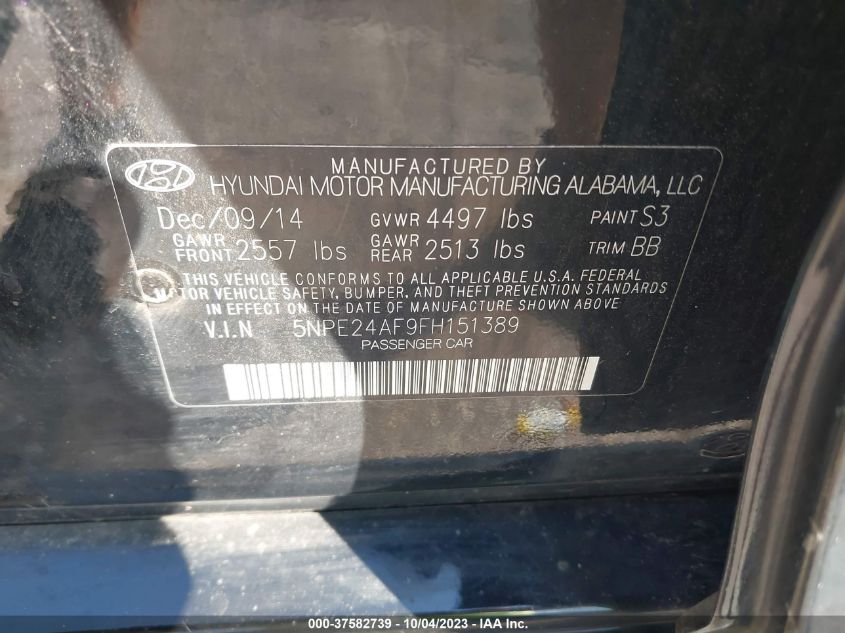 MANUFACTURED BY
HYUNDAI MOTOR MANUFACTURING ALABAMA, LLC
Dec/09/14 GVWR 4497 lbs PAINT S3
GAWR FRONT 2557 lbs GAWR REAR 2513 lbs TRIM BB
THIS VEHICLE CONFORMS TO ALL APPLICABLE U.S.A. FEDERAL
TOR VEHICLE SAFETY, BUMPER, AND THEFT PREVENTION STANDARDS
IN EFFECT ON THE DATE OF MANUFACTURE SHOWN ABOVE
V.I.N 5NPE24AF9FH151389
PASSENGER CAR
000-37582739 - 10/04/2023 - IAA Inc.